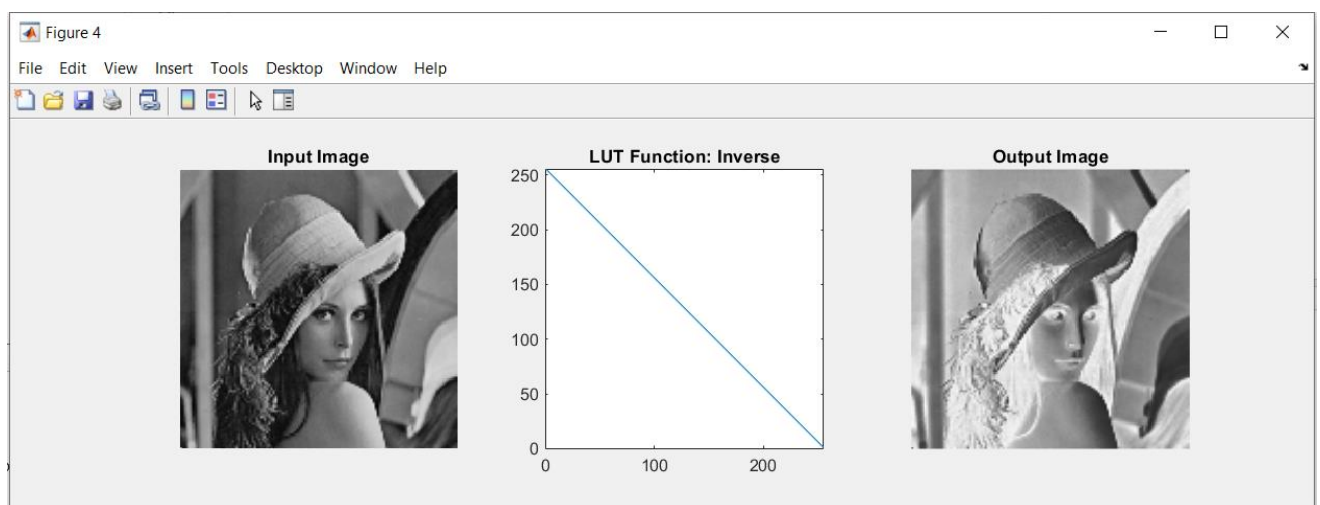 Figure 4
File Edit View Insert Tools Desktop Window Help
Input Image
LUT Function: Inverse
Output Image
250
200
150
100
50
0
0 100 200